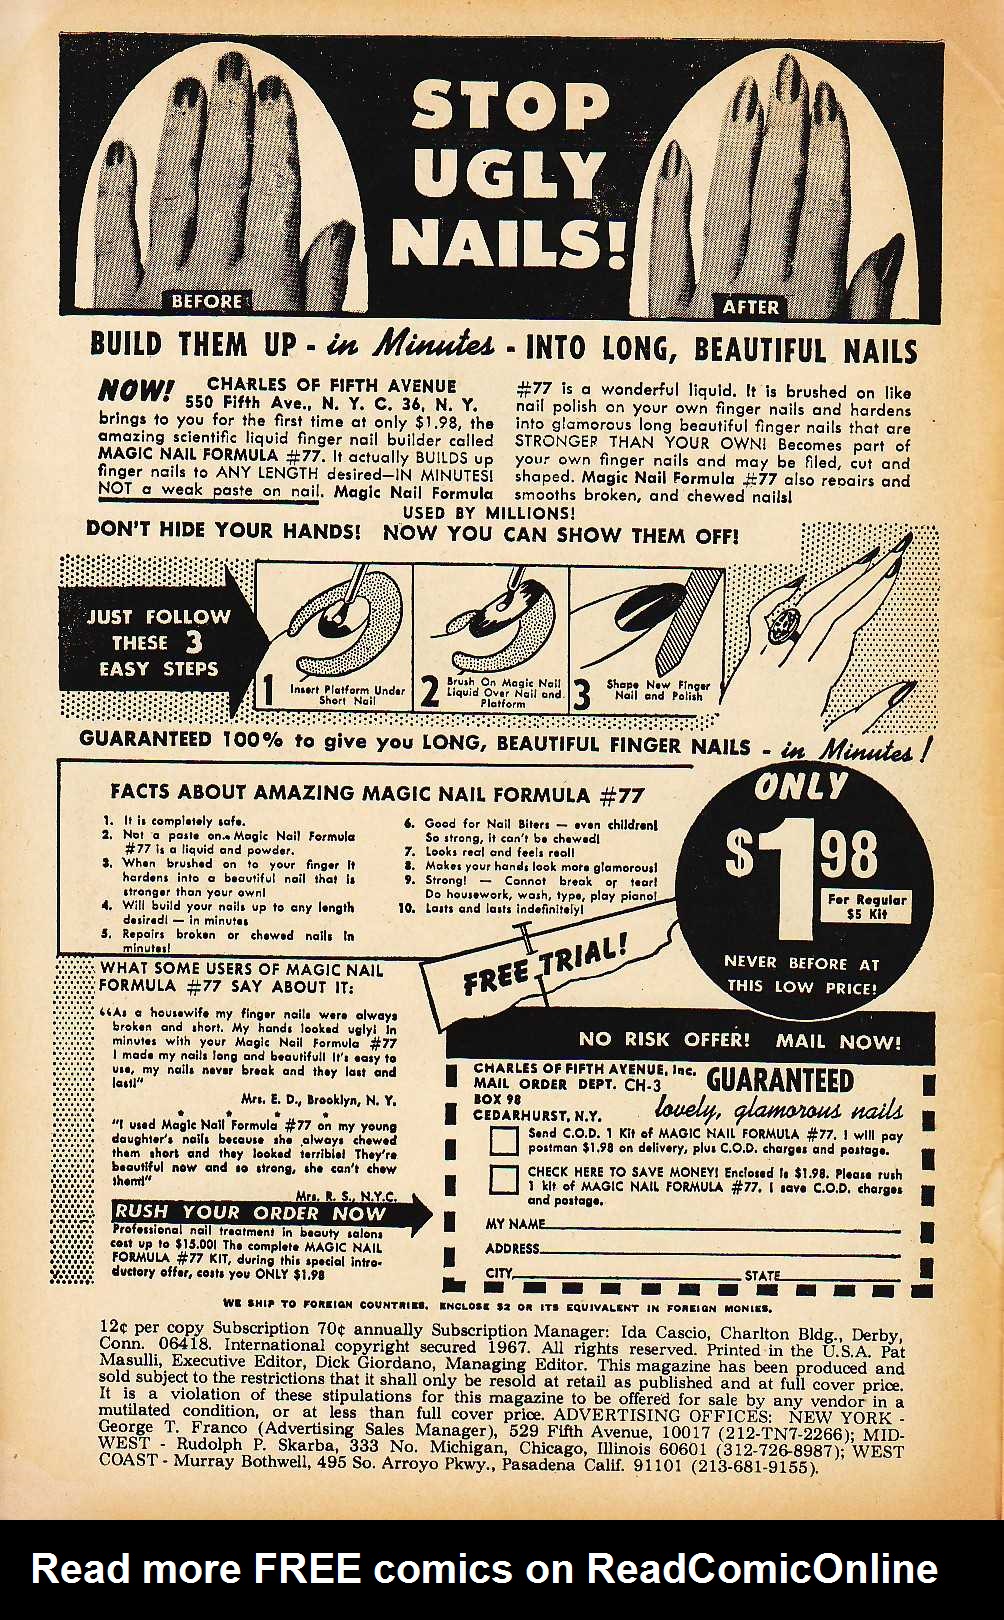 STOP
UGLY
NAILS!
BEFORE
AFTER
BUILD THEM UP - in Minutes - INTO LONG, BEAUTIFUL NAILS
NOW! CHARLES OF FIFTH AVENUE
550 Fifth Ave., N. Y. C. 36, N. Y.
brings to you for the first time at only $1.98, the
amazing scientific liquid finger nail builder called
MAGIC NAIL FORMULA #77. It actually BUILDS up
finger nails to ANY LENGTH desired—IN MINUTES!
NOT a weak paste on nail. Magic Nail Formula
#77 is a wonderful liquid. It is brushed on like
nail polish on your own finger nails and hardens
into glamorous long beautiful finger nails that are
STRONGER THAN YOUR OWN! Becomes part of
your own finger nails and may be filed, cut and
shaped. Magic Nail Formula #77 also repairs and
smooths broken, and chewed nails!
USED BY MILLIONS!
DON'T HIDE YOUR HANDS! NOW YOU CAN SHOW THEM OFF!
JUST FOLLOW
THESE 3
EASY STEPS
1 Insert Platform Under
Short Nail
2 Brush On Magic Nail
Liquid Over Nail and
Platform
3 Shape New Finger
Nail and Polish
GUARANTEED 100% to give you LONG, BEAUTIFUL FINGER NAILS - in Minutes!
FACTS ABOUT AMAZING MAGIC NAIL FORMULA #77
1. It is completely safe.
2. Not a paste on. Magic Nail Formula
#77 is a liquid and powder.
3. When brushed on to your finger it
hardens into a beautiful nail that is
stronger than your own!
4. Will build your nails up to any length
desired! — in minutes
5. Repairs broken or chewed nails in
minutes!
6. Good for Nail Biters — even children!
So strong, it can't be chewed!
7. Looks real and feels real!
8. Makes your hands look more glamorous!
9. Strong! — Cannot break or tear!
Do housework, wash, type, play piano!
10. Lasts and lasts indefinitely!
ONLY
$1.98
For Regular
$5 Kit
NEVER BEFORE AT
THIS LOW PRICE!
FREE TRIAL!
WHAT SOME USERS OF MAGIC NAIL
FORMULA #77 SAY ABOUT IT:
"As a housewife my finger nails were always
broken and short. My hands looked ugly! In
minutes with your Magic Nail Formula #77
I made my nails long and beautiful! It's easy to
use, my nails never break and they last and
last!"
Mrs. E. D., Brooklyn, N. Y.
* * * *
"I used Magic Nail Formula #77 on my young
daughter's nails because she always chewed
them short and they looked terrible! They're
beautiful now and so strong, she can't chew
them!"
Mrs. R. S., N.Y.C.
RUSH YOUR ORDER NOW
Professional nail treatment in beauty salons
cost up to $15.00! The complete MAGIC NAIL
FORMULA #77 KIT, during this special intro-
ductory offer, costs you ONLY $1.98
NO RISK OFFER! MAIL NOW!
CHARLES OF FIFTH AVENUE, Inc.
MAIL ORDER DEPT. CH-3
BOX 98
CEDARHURST, N.Y.
GUARANTEED
lovely, glamorous nails
Send C.O.D. 1 Kit of MAGIC NAIL FORMULA #77. I will pay
postman $1.98 on delivery, plus C.O.D. charges and postage.
CHECK HERE TO SAVE MONEY! Enclosed is $1.98. Please rush
1 kit of MAGIC NAIL FORMULA #77. I save C.O.D. charges
and postage.
MY NAME
ADDRESS
CITY, STATE
WE SHIP TO FOREIGN COUNTRIES. ENCLOSE $2 OR ITS EQUIVALENT IN FOREIGN MONIES.
12¢ per copy Subscription 70¢ annually Subscription Manager: Ida Cascio, Charlton Bldg., Derby,
Conn. 06418. International copyright secured 1967. All rights reserved. Printed in the U.S.A. Pat
Masulli, Executive Editor, Dick Giordano, Managing Editor. This magazine has been produced and
sold subject to the restrictions that it shall only be resold at retail as published and at full cover price.
It is a violation of these stipulations for this magazine to be offered for sale by any vendor in a
mutilated condition, or at less than full cover price. ADVERTISING OFFICES: NEW YORK -
George T. Franco (Advertising Sales Manager), 529 Fifth Avenue, 10017 (212-TN7-2266); MID-
WEST - Rudolph P. Skarba, 333 No. Michigan, Chicago, Illinois 60601 (312-726-8987); WEST
COAST - Murray Bothwell, 495 So. Arroyo Pkwy., Pasadena Calif. 91101 (213-681-9155).
Read more FREE comics on ReadComicOnline